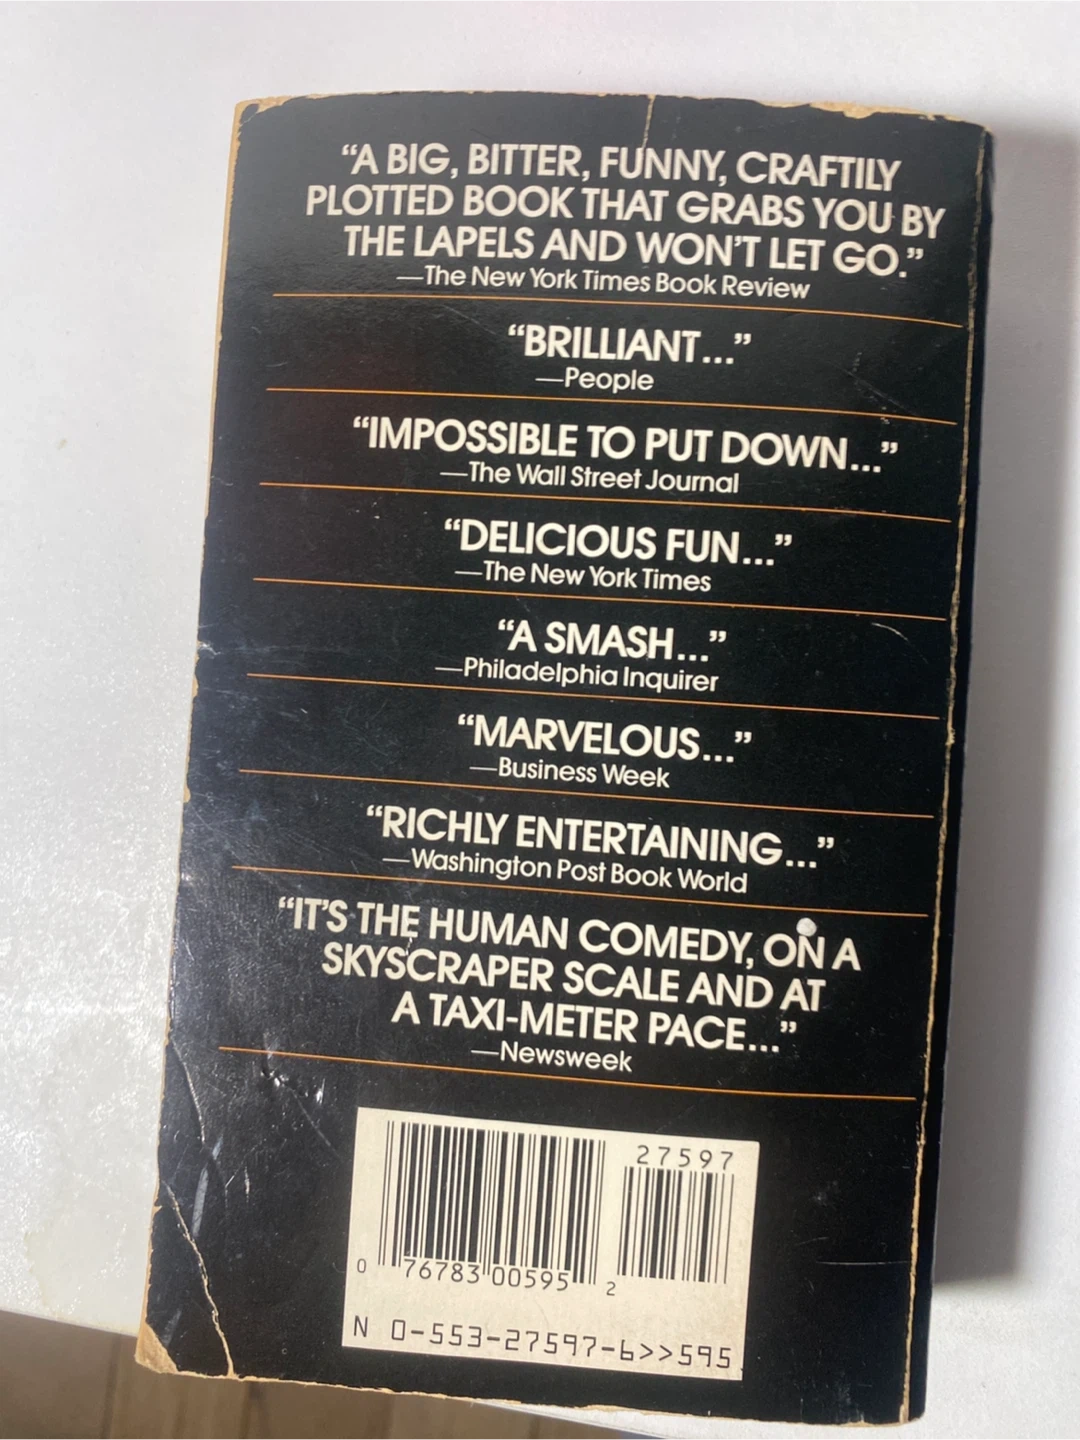 “A BIG, BITTER, FUNNY, CRAFTILY
PLOTTED BOOK THAT GRABS YOU BY
THE LAPELS AND WON'T LET GO.”
—The New York Times Book Review
“BRILLIANT...”
—People
“IMPOSSIBLE TO PUT DOWN...”
—The Wall Street Journal
“DELICIOUS FUN...”
—The New York Times
“A SMASH...”
—Philadelphia Inquirer
“MARVELOUS...”
—Business Week
“RICHLY ENTERTAINING...”
—Washington Post Book World
“IT'S THE HUMAN COMEDY, ON A
SKYSCRAPER SCALE AND AT
A TAXI-METER PACE...”
—Newsweek
27597
0 76783 00595 2
N 0-553-27597-6>>595